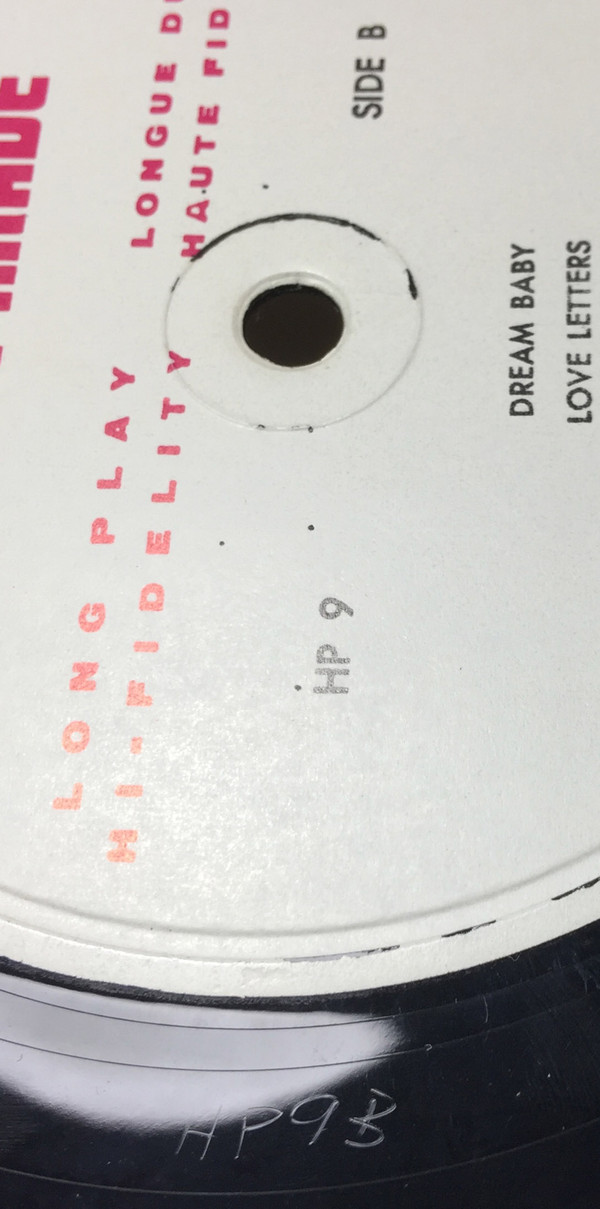 LONG PLAY LONGUE D
HI-FIDELITY HAUTE FID
HP 9 SIDE B
DREAM BABY
LOVE LETTERS
HP9B